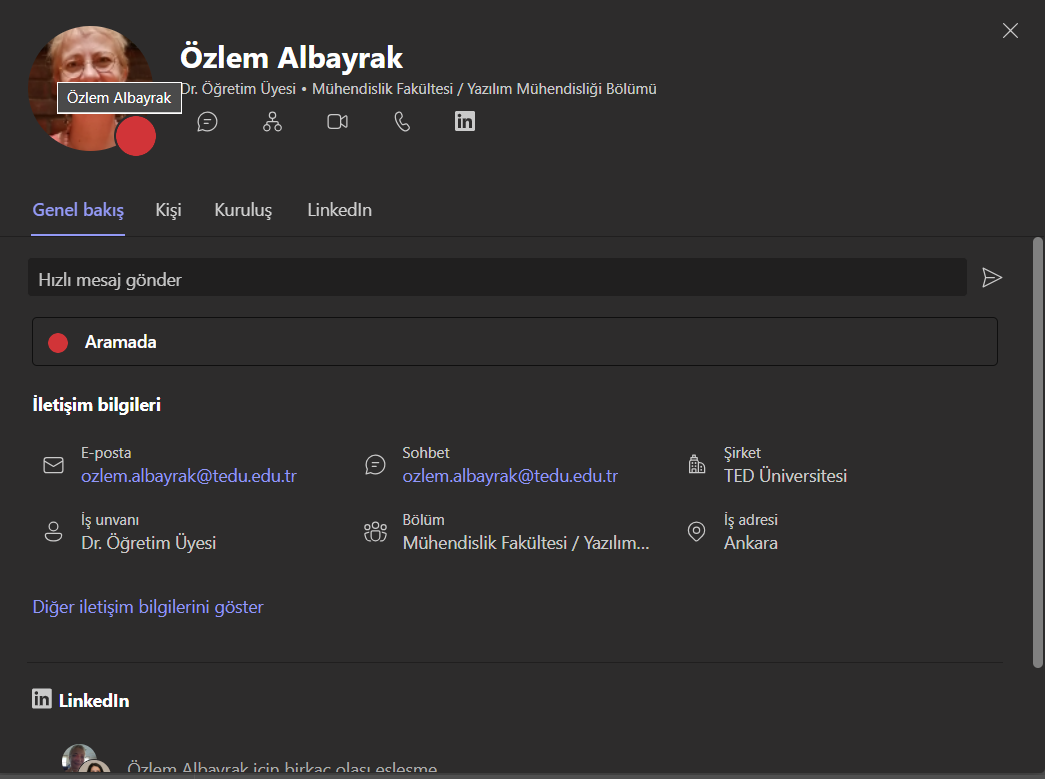 Özlem Albayrak
Özlem Albayrak
Dr. Öğretim Üyesi • Mühendislik Fakültesi / Yazılım Mühendisliği Bölümü
in
Genel bakış Kişi Kuruluş LinkedIn
Hızlı mesaj gönder
Aramada
İletişim bilgileri
E-posta Sohbet Şirket
ozlem.albayrak@tedu.edu.tr ozlem.albayrak@tedu.edu.tr TED Üniversitesi
İş unvanı Bölüm İş adresi
Dr. Öğretim Üyesi Mühendislik Fakültesi / Yazılım... Ankara
Diğer iletişim bilgilerini göster
in LinkedIn
Özlem Albayrak için birkaç olası eşleşme